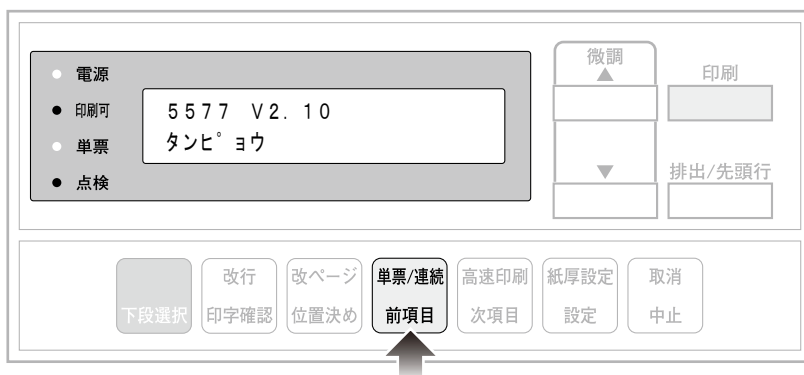 電源
印刷可
単票
点検
5577 V2. 10
タンピョウ
微調
印刷
排出/先頭行
下段選択
改行
印字確認
改ページ
位置決め
単票/連続
前項目
高速印刷
次項目
紙厚設定
設定
取消
中止